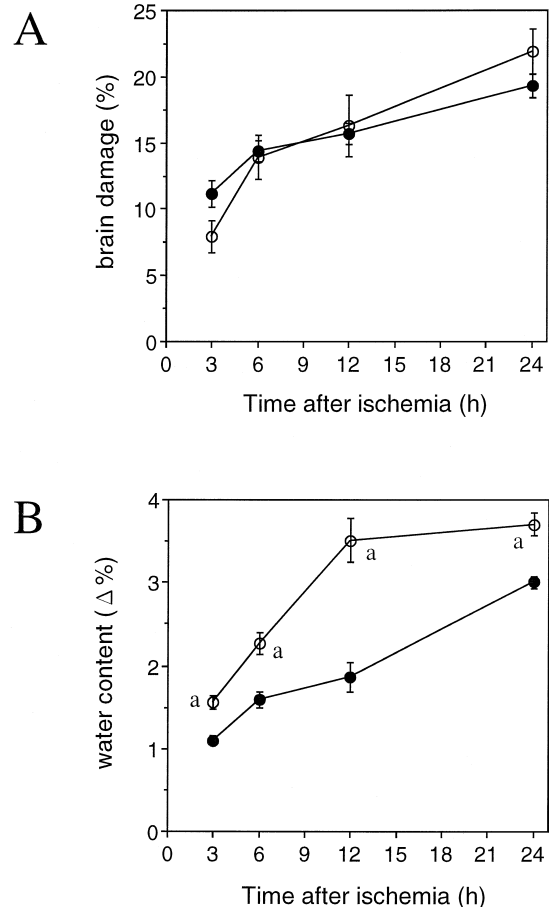 A
25
20
15
10
5
0
brain damage (%)
0 3 6 9 12 15 18 21 24
Time after ischemia (h)
B
4
3
2
1
0
water content (Δ%)
a
a
a
a
0 3 6 9 12 15 18 21 24
Time after ischemia (h)